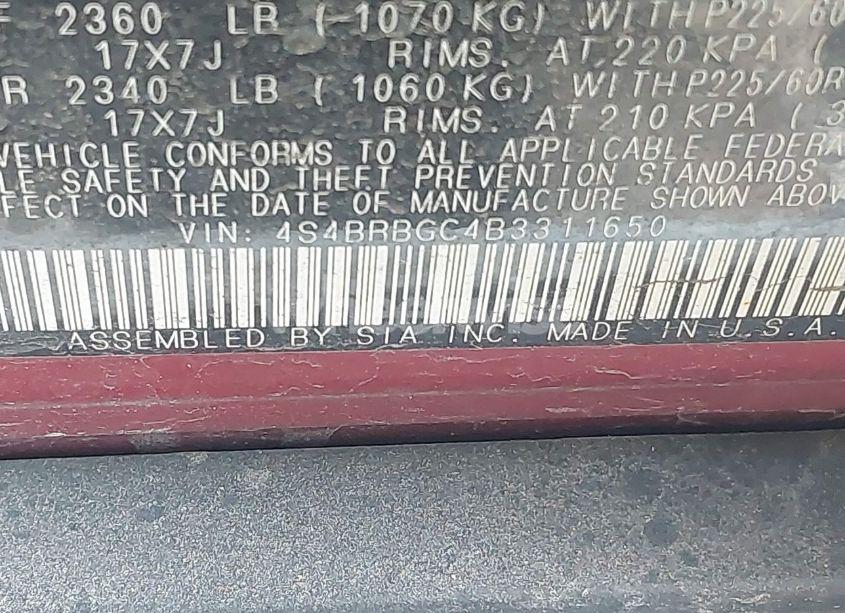 F 2360 LB ( 1070 KG) WITH P225/60
17X7J RIMS. AT 220 KPA (
R 2340 LB ( 1060 KG) WITH P225/60R
17X7J RIMS. AT 210 KPA ( 3
VEHICLE CONFORMS TO ALL APPLICABLE FEDERA
LE SAFETY AND THEFT PREVENTION STANDARDS
FECT ON THE DATE OF MANUFACTURE SHOWN ABOV
VIN: 4S4BRBGC4B3311650
ASSEMBLED BY SIA INC. MADE IN U.S.A.